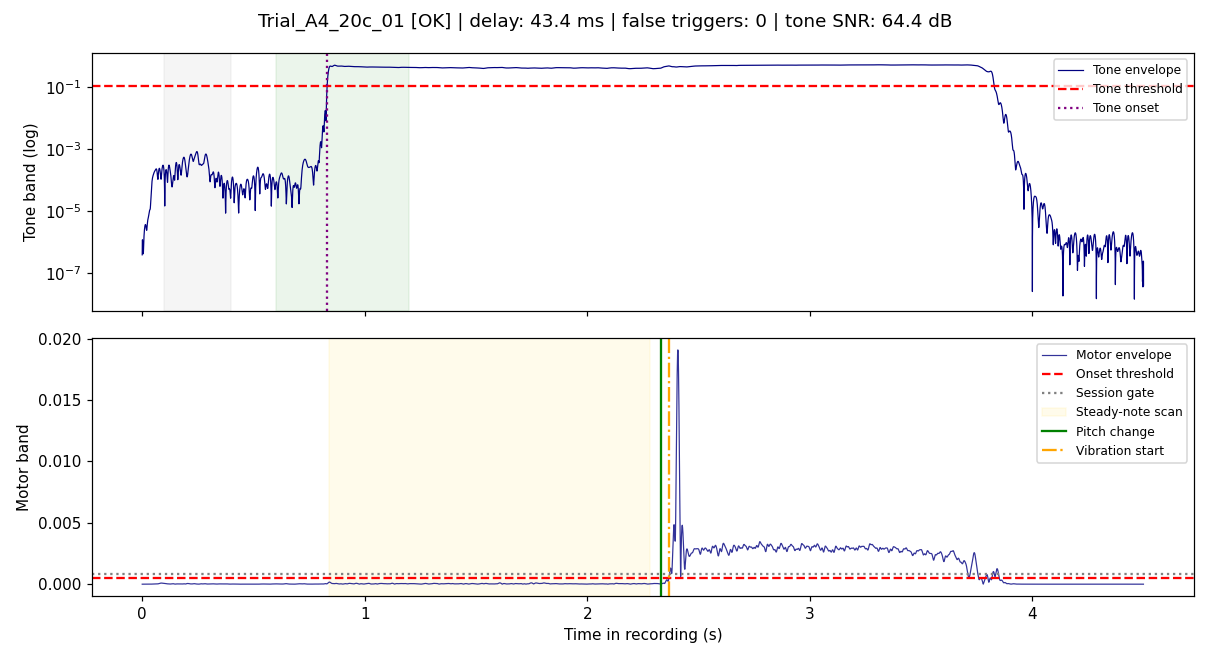 Trial_A4_20c_01 [OK] | delay: 43.4 ms | false triggers: 0 | tone SNR: 64.4 dB
Tone band (log)
10⁻¹
10⁻³
10⁻⁵
10⁻⁷
Tone envelope
Tone threshold
Tone onset
Motor band
0.020
0.015
0.010
0.005
0.000
Motor envelope
Onset threshold
Session gate
Steady-note scan
Pitch change
Vibration start
0 1 2 3 4
Time in recording (s)